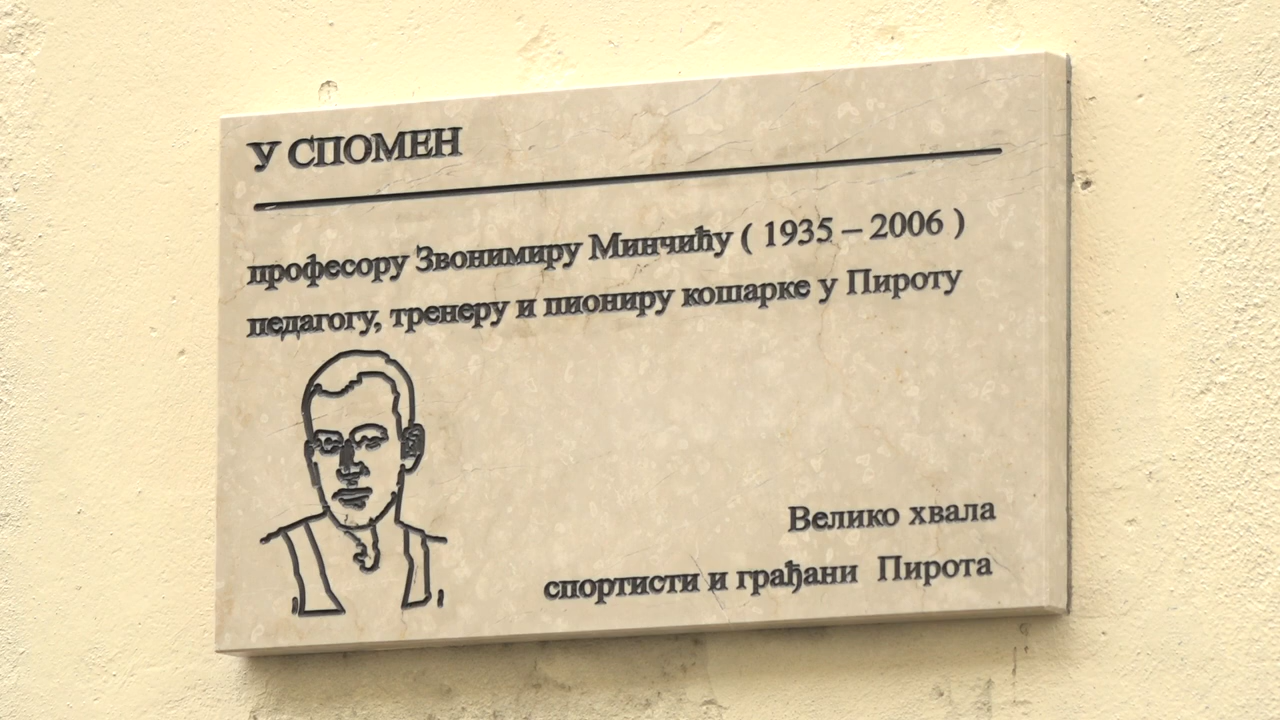 У СПОМЕН
професору Звонимиру Минчићу ( 1935 – 2006 )
педагогу, тренеру и пиониру кошарке у Пироту
Велико хвала
спортисти и грађани Пирота